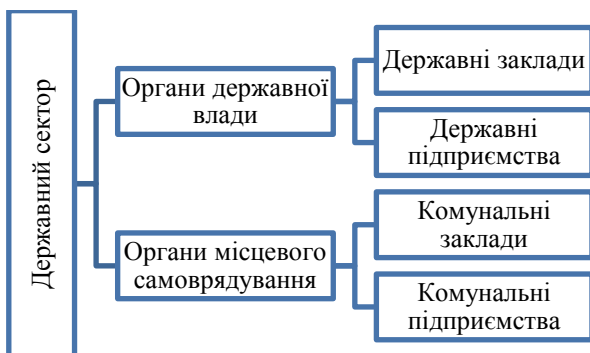 Державний сектор
Органи державної
влади
Державні заклади
Державні
підприємства
Органи місцевого
самоврядування
Комунальні
заклади
Комунальні
підприємства